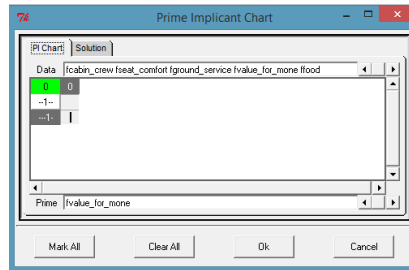 Prime Implicant Chart
PI Chart Solution
Data fcabin_crew fseat_comfort fground_service fvalue_for_mone ffood
0 0
--1--
---1-
Prime fvalue_for_mone
Mark All Clear All Ok Cancel